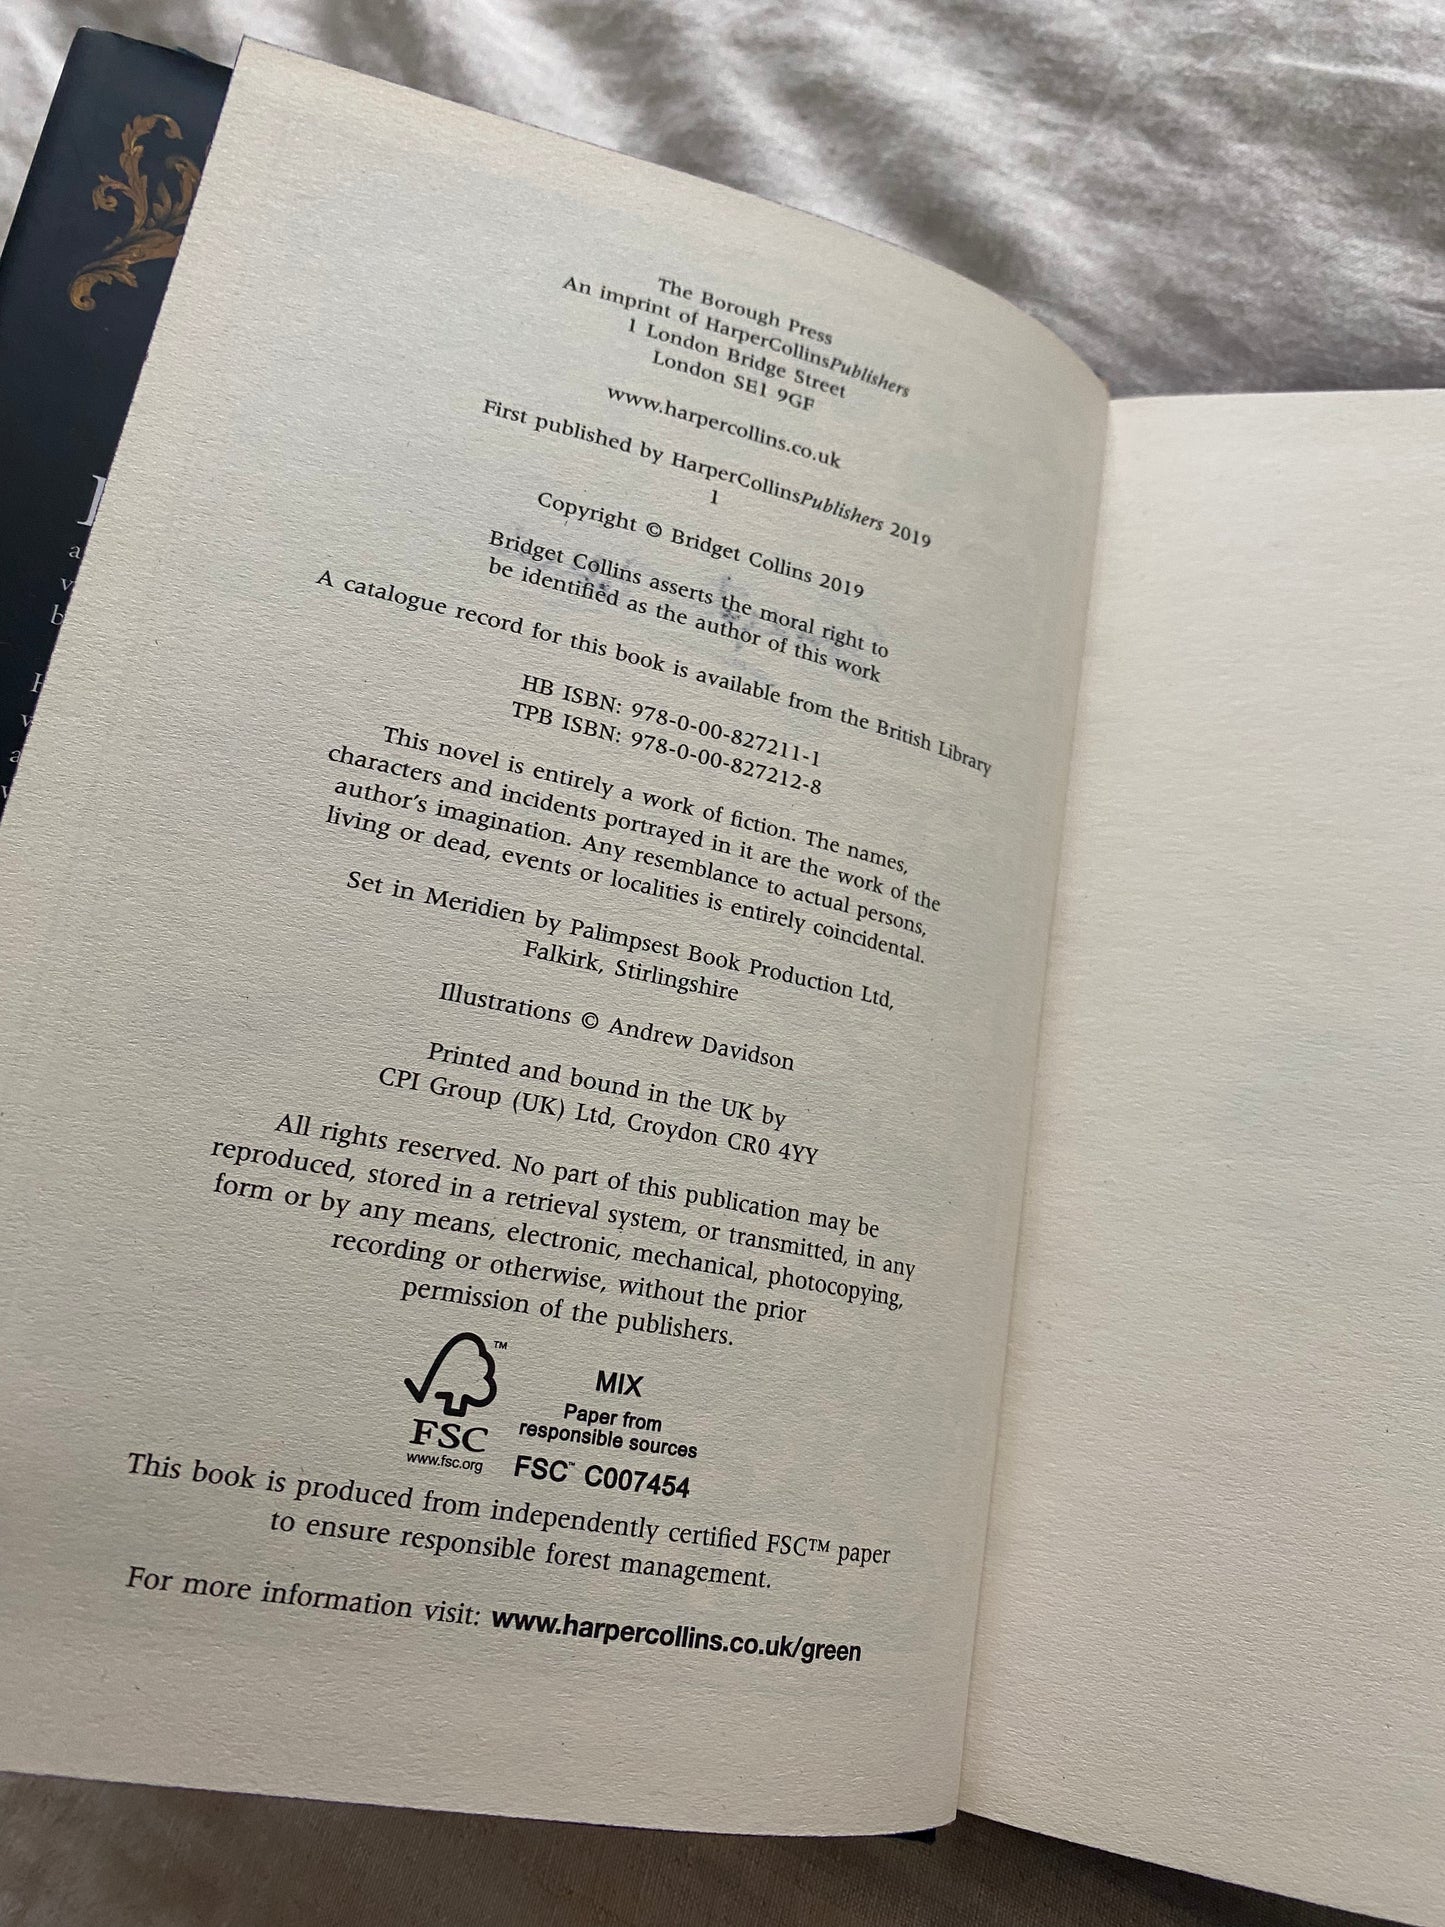 The Borough Press
An imprint of HarperCollinsPublishers
1 London Bridge Street
London SE1 9GF
www.harpercollins.co.uk
First published by HarperCollinsPublishers 2019
1
Copyright © Bridget Collins 2019
Bridget Collins asserts the moral right to
be identified as the author of this work
A catalogue record for this book is available from the British Library
HB ISBN: 978-0-00-827211-1
TPB ISBN: 978-0-00-827212-8
This novel is entirely a work of fiction. The names,
characters and incidents portrayed in it are the work of the
author's imagination. Any resemblance to actual persons,
living or dead, events or localities is entirely coincidental.
Set in Meridien by Palimpsest Book Production Ltd,
Falkirk, Stirlingshire
Illustrations © Andrew Davidson
Printed and bound in the UK by
CPI Group (UK) Ltd, Croydon CR0 4YY
All rights reserved. No part of this publication may be
reproduced, stored in a retrieval system, or transmitted, in any
form or by any means, electronic, mechanical, photocopying,
recording or otherwise, without the prior
permission of the publishers.
™
FSC
www.fsc.org
MIX
Paper from
responsible sources
FSC™ C007454
This book is produced from independently certified FSC™ paper
to ensure responsible forest management.
For more information visit: www.harpercollins.co.uk/green